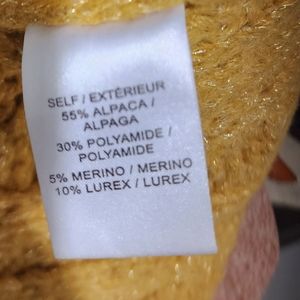 SELF / EXTÉRIEUR
55% ALPACA /
ALPAGA
30% POLYAMIDE /
POLYAMIDE
5% MERINO / MERINO
10% LUREX / LUREX